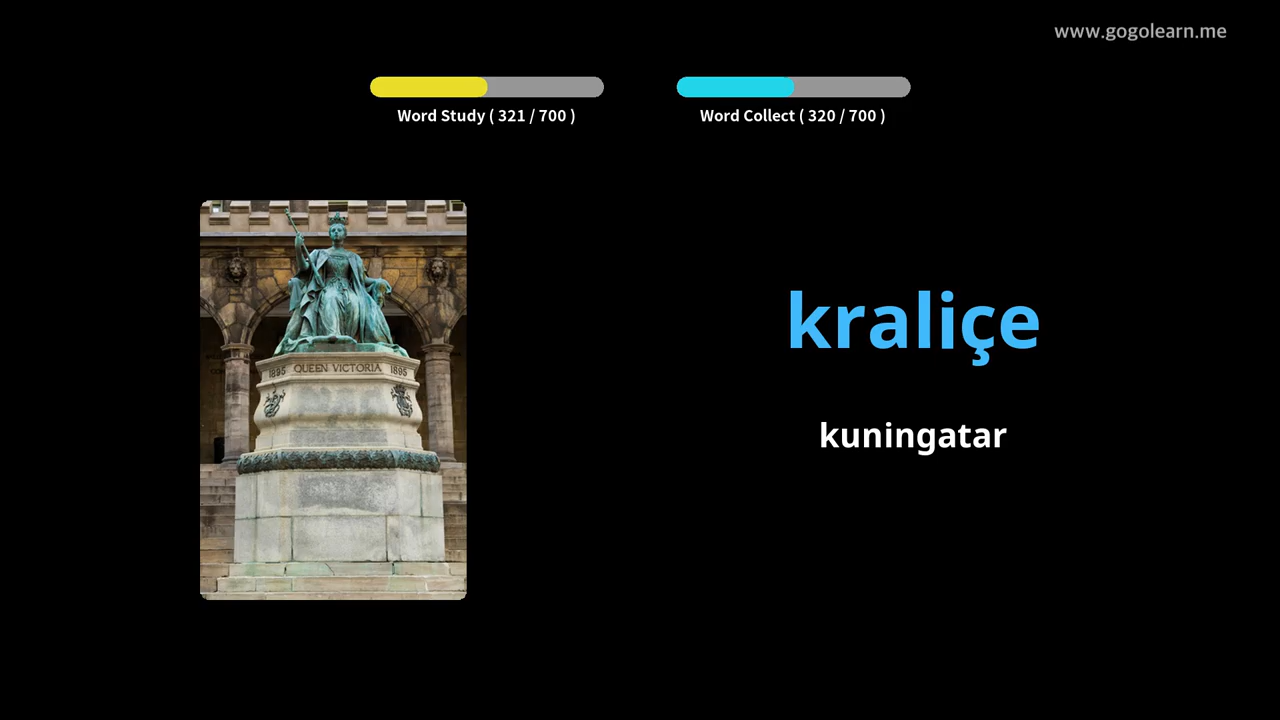 www.gogolearn.me
Word Study ( 321 / 700 )
Word Collect ( 320 / 700 )
1895 QUEEN VICTORIA 1895
kraliçe
kuningatar